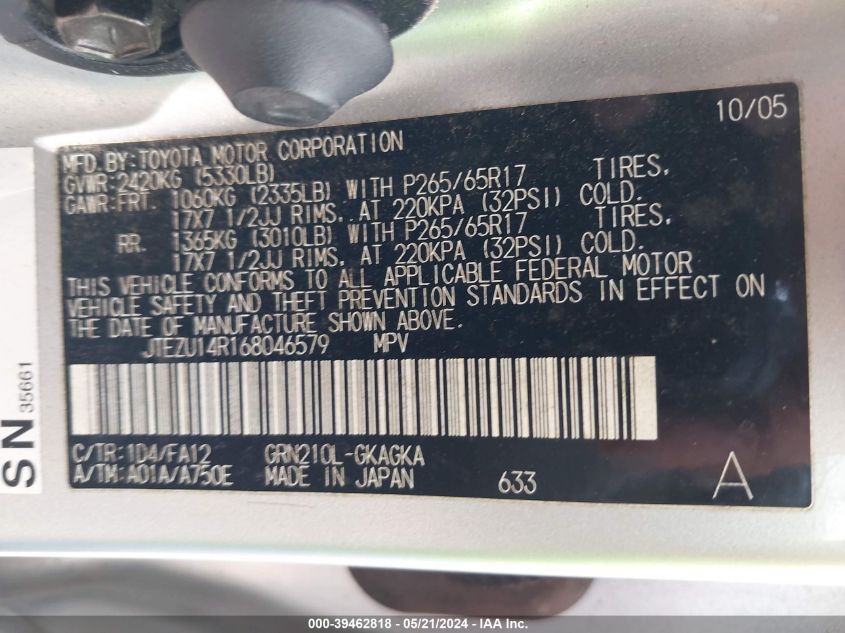 10/05
MFD. BY: TOYOTA MOTOR CORPORATION
GVWR: 2420KG (5330LB)
GAWR: FRT. 1060KG (2335LB) WITH P265/65R17 TIRES,
17X7 1/2JJ RIMS, AT 220KPA (32PSI) COLD.
RR. 1365KG (3010LB) WITH P265/65R17 TIRES,
17X7 1/2JJ RIMS, AT 220KPA (32PSI) COLD.
THIS VEHICLE CONFORMS TO ALL APPLICABLE FEDERAL MOTOR
VEHICLE SAFETY AND THEFT PREVENTION STANDARDS IN EFFECT ON
THE DATE OF MANUFACTURE SHOWN ABOVE.
JTEZU14R168046579 MPV
C/TR: 1D4/FA12 GRN210L-GKAGKA
A/TM: A01A/A750E MADE IN JAPAN 633 A
SN 35661
000-39462818 - 05/21/2024 - IAA Inc.